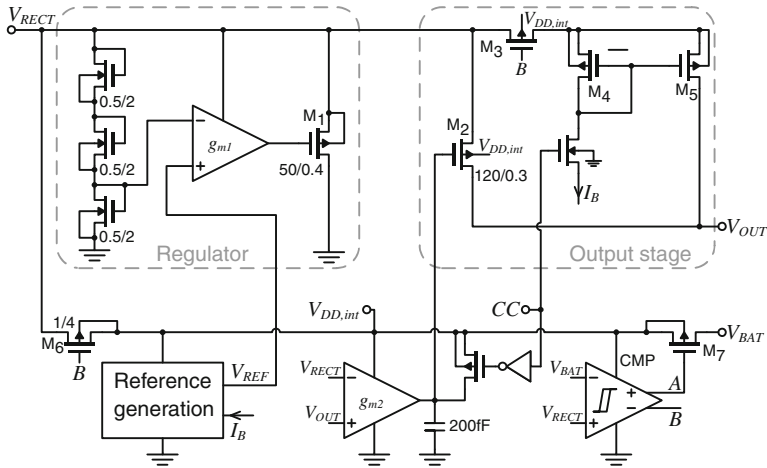 V_RECT
V_DD,int
M3
B
M4
M5
0.5/2
0.5/2
0.5/2
−
+
g_m1
M1
50/0.4
M2
V_DD,int
120/0.3
I_B
Regulator
Output stage
V_OUT
1/4
M6
B
V_DD,int
CC
V_BAT
M7
Reference
generation
V_REF
I_B
V_RECT
−
V_OUT
+
g_m2
200fF
CMP
V_BAT
−
V_RECT
+
+
−
A
B